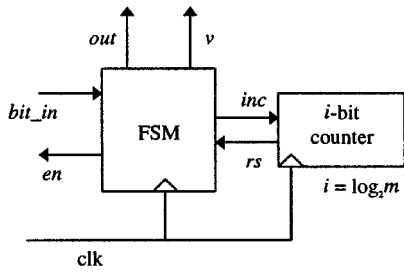 out
v
bit_in
FSM
inc
i-bit
counter
en
rs
i = log₂m
clk